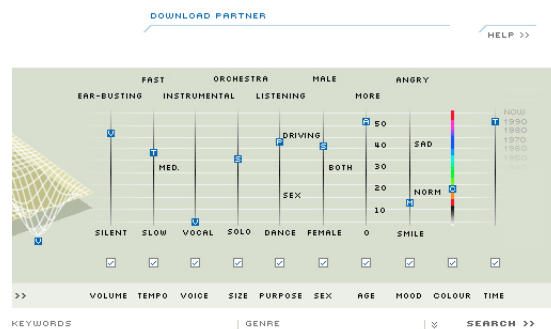 DOWNLOAD PARTNER
HELP >>
FAST ORCHESTRA MALE ANGRY
EAR-BUSTING INSTRUMENTAL LISTENING MORE
NOW
A 50 T 1990
V DRIVING 1980
S 40 SAD 1970
T P 1960
S MED. BOTH 30 1950
20 NORM
SEX O
M
V 10
SILENT SLOW VOCAL SOLO DANCE FEMALE 0 SMILE
V
>> VOLUME TEMPO VOICE SIZE PURPOSE SEX AGE MOOD COLOUR TIME
KEYWORDS | GENRE | SEARCH >>